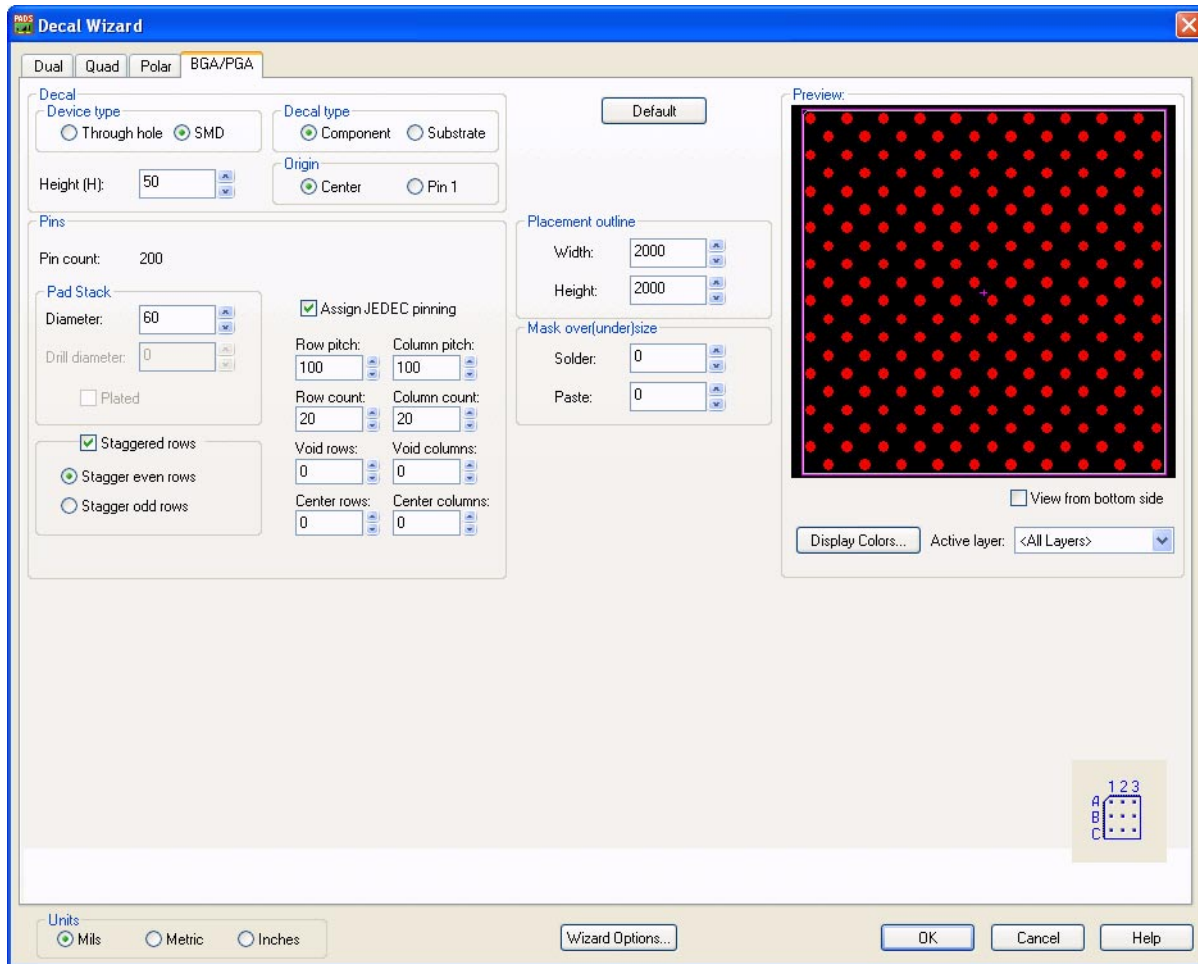 PADS
Decal Wizard
Dual Quad Polar BGA/PGA
Decal
Device type
Through hole SMD
Decal type
Component Substrate
Height (H): 50
Origin
Center Pin 1
Default
Preview:
Pins
Pin count: 200
Pad Stack
Diameter: 60
Drill diameter: 0
Plated
Staggered rows
Stagger even rows
Stagger odd rows
Assign JEDEC pinning
Row pitch: Column pitch:
100 100
Row count: Column count:
20 20
Void rows: Void columns:
0 0
Center rows: Center columns:
0 0
Placement outline
Width: 2000
Height: 2000
Mask over(under)size
Solder: 0
Paste: 0
View from bottom side
Display Colors... Active layer: <All Layers>
1 2 3
A
B
C
Units
Mils Metric Inches
Wizard Options...
OK Cancel Help